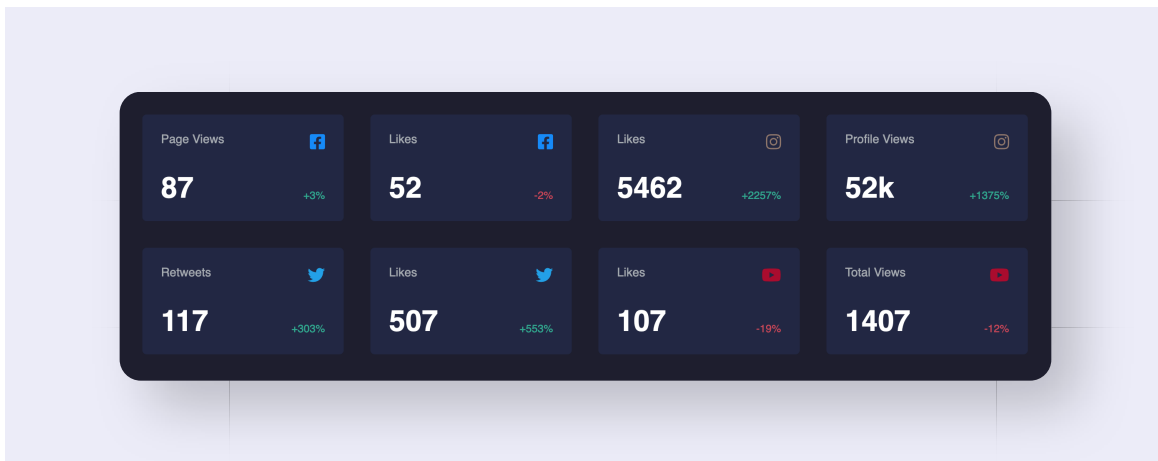 Page Views
87
+3%
Likes
52
-2%
Likes
5462
+2257%
Profile Views
52k
+1375%
Retweets
117
+303%
Likes
507
+553%
Likes
107
-19%
Total Views
1407
-12%